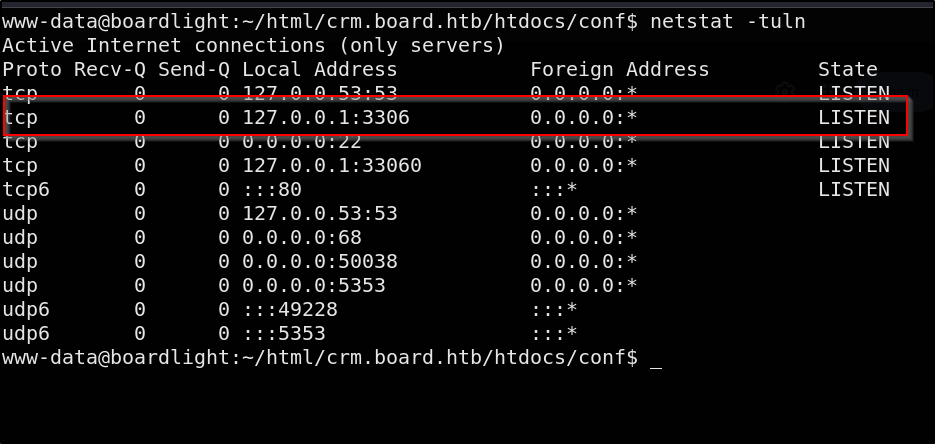 www-data@boardlight:~/html/crm.board.htb/htdocs/conf$ netstat -tuln
Active Internet connections (only servers)
Proto Recv-Q Send-Q Local Address           Foreign Address         State
tcp        0      0 127.0.0.53:53           0.0.0.0:*               LISTEN
tcp        0      0 127.0.0.1:3306          0.0.0.0:*               LISTEN
tcp        0      0 0.0.0.0:22              0.0.0.0:*               LISTEN
tcp        0      0 127.0.0.1:33060         0.0.0.0:*               LISTEN
tcp6       0      0 :::80                   :::*                    LISTEN
udp        0      0 127.0.0.53:53           0.0.0.0:*
udp        0      0 0.0.0.0:68              0.0.0.0:*
udp        0      0 0.0.0.0:50038           0.0.0.0:*
udp        0      0 0.0.0.0:5353            0.0.0.0:*
udp6       0      0 :::49228                :::*
udp6       0      0 :::5353                 :::*
www-data@boardlight:~/html/crm.board.htb/htdocs/conf$ _